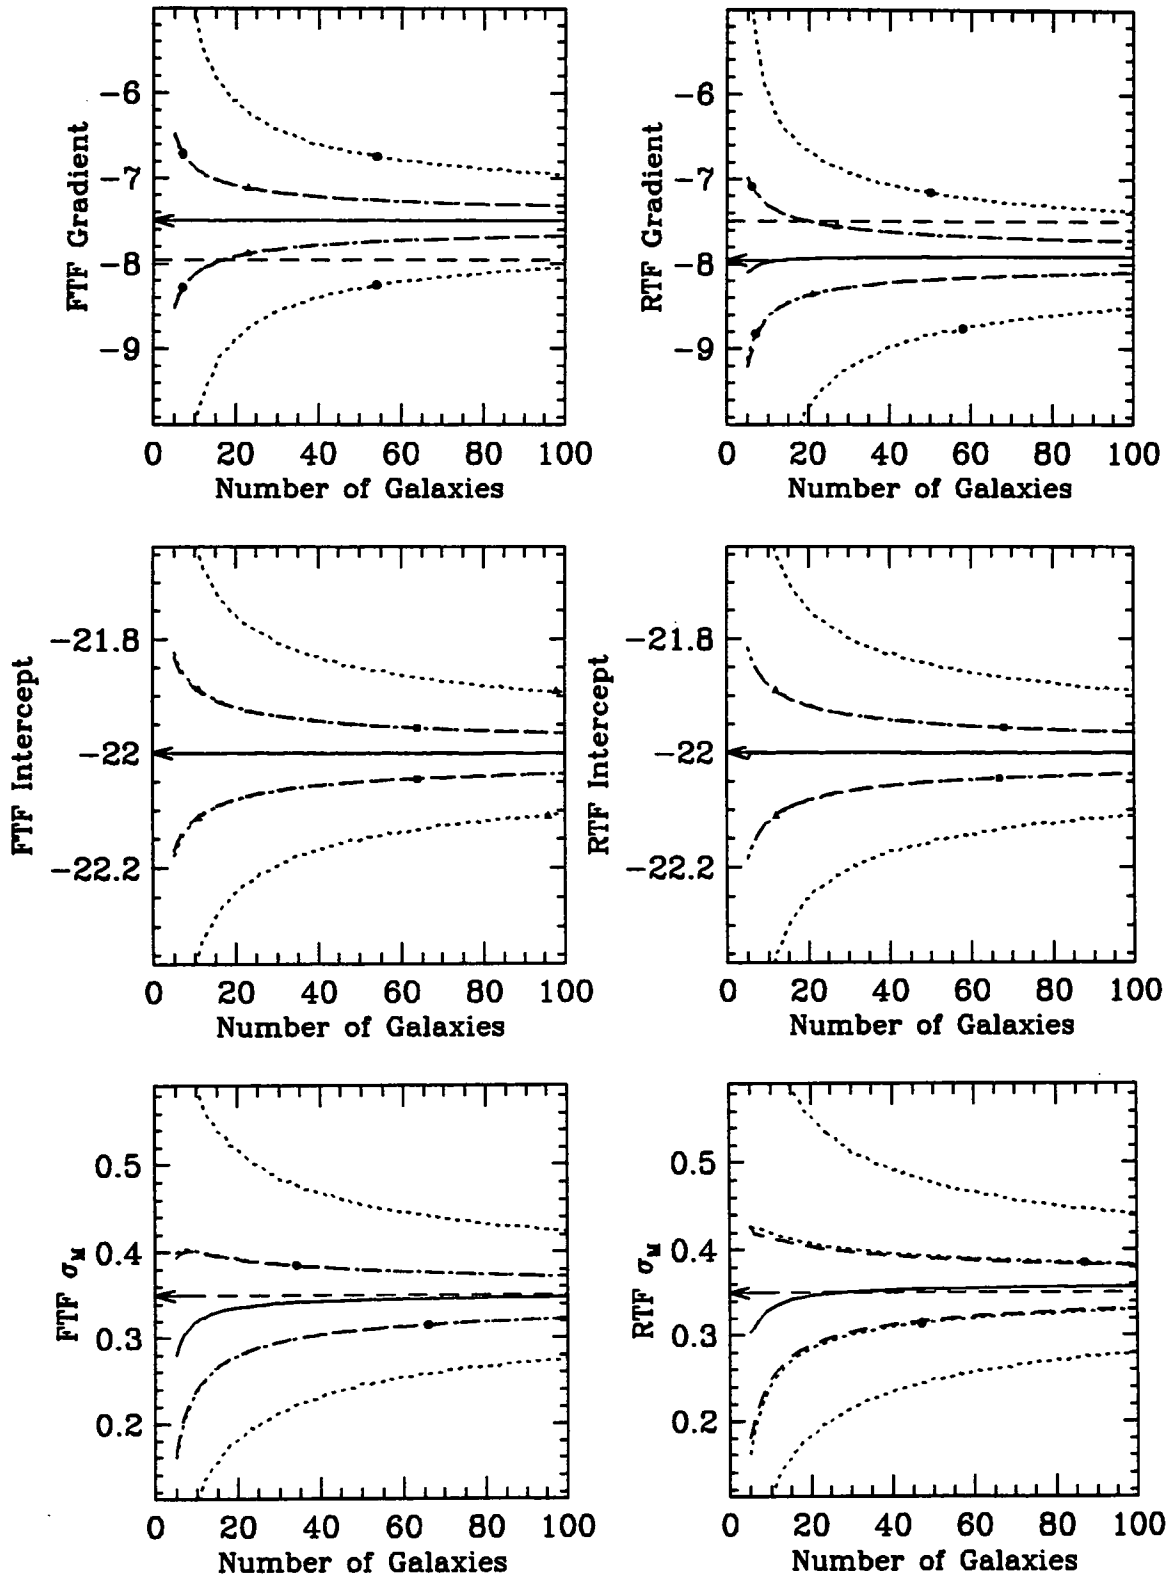 −6
−7
−8
−9
FTF Gradient
0 20 40 60 80 100
Number of Galaxies
−6
−7
−8
−9
RTF Gradient
0 20 40 60 80 100
Number of Galaxies
−21.8
−22
−22.2
FTF Intercept
0 20 40 60 80 100
Number of Galaxies
−21.8
−22
−22.2
RTF Intercept
0 20 40 60 80 100
Number of Galaxies
0.5
0.4
0.3
0.2
FTF σM
0 20 40 60 80 100
Number of Galaxies
0.5
0.4
0.3
0.2
RTF σM
0 20 40 60 80 100
Number of Galaxies